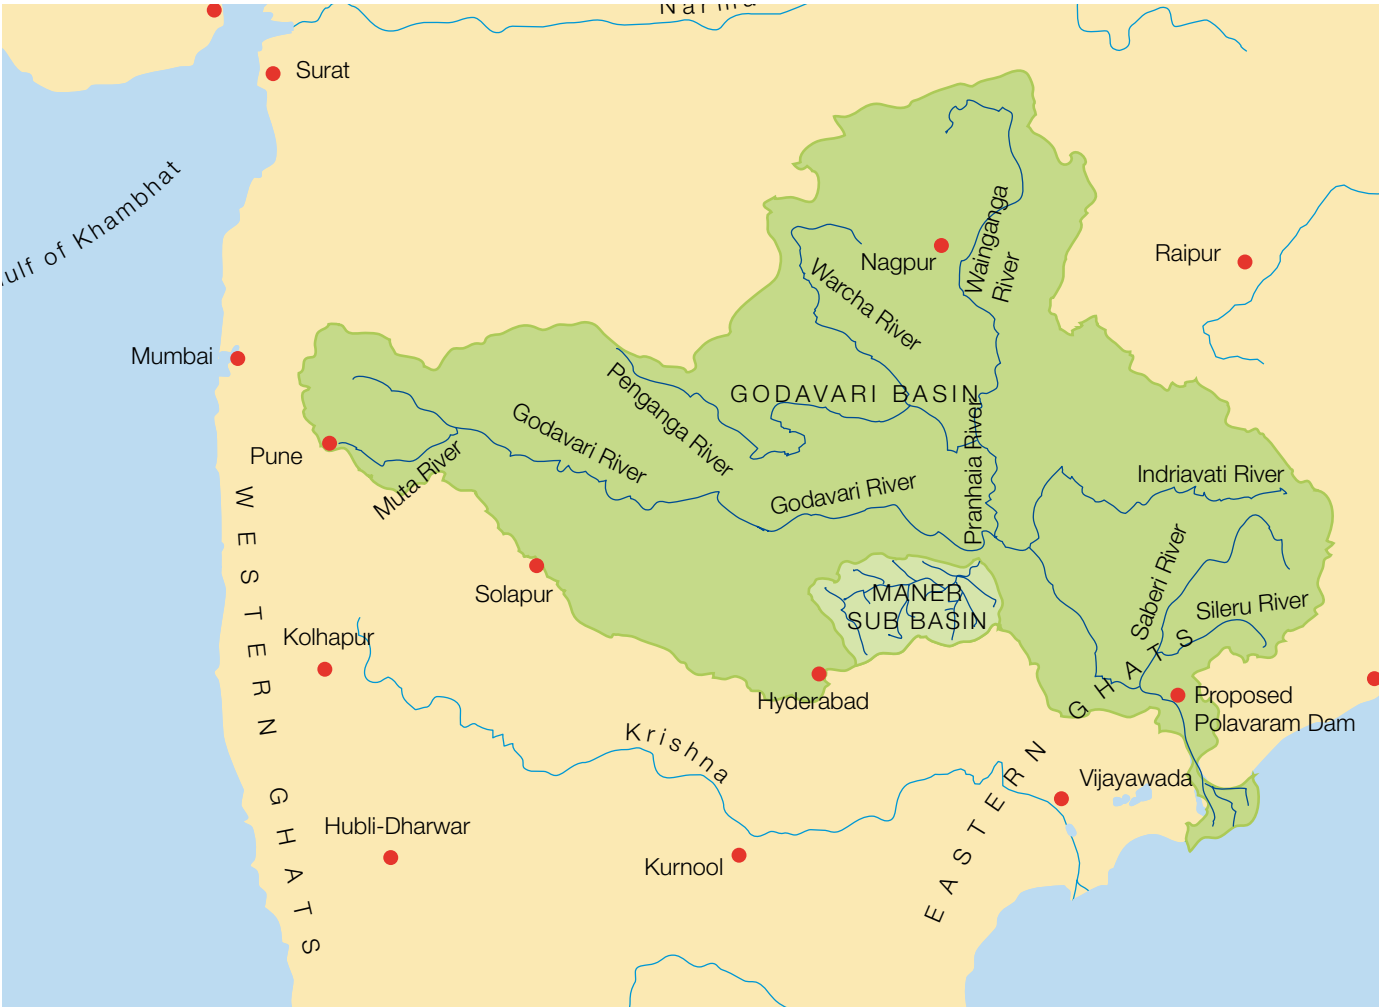 Surat
Gulf of Khambhat
Nagpur
Wainganga
River
Raipur
Warcha River
Mumbai
GODAVARI BASIN
Penganga River
Godavari River
Pune
Muta River
Godavari River
Pranhaia River
Indriavati River
Saberi River
Sileru River
MANER
SUB BASIN
Solapur
Kolhapur
WESTERN GHATS
Hyderabad
Proposed
Polavaram Dam
Krishna
EASTERN GHATS
Vijayawada
Hubli-Dharwar
Kurnool